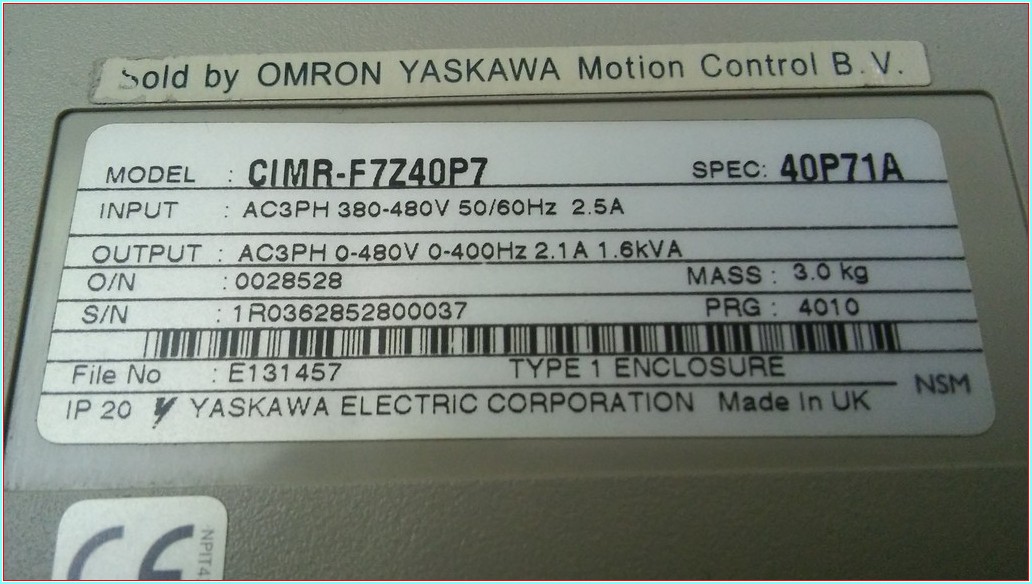 Sold by OMRON YASKAWA Motion Control B.V.
MODEL : CIMR-F7Z40P7 SPEC: 40P71A
INPUT : AC3PH 380-480V 50/60Hz 2.5A
OUTPUT : AC3PH 0-480V 0-400Hz 2.1A 1.6kVA
O/N : 0028528 MASS : 3.0 kg
S/N : 1R0362852800037 PRG : 4010
File No : E131457 TYPE 1 ENCLOSURE
NSM
IP 20 YASKAWA ELECTRIC CORPORATION Made In UK
CE
NPIT4